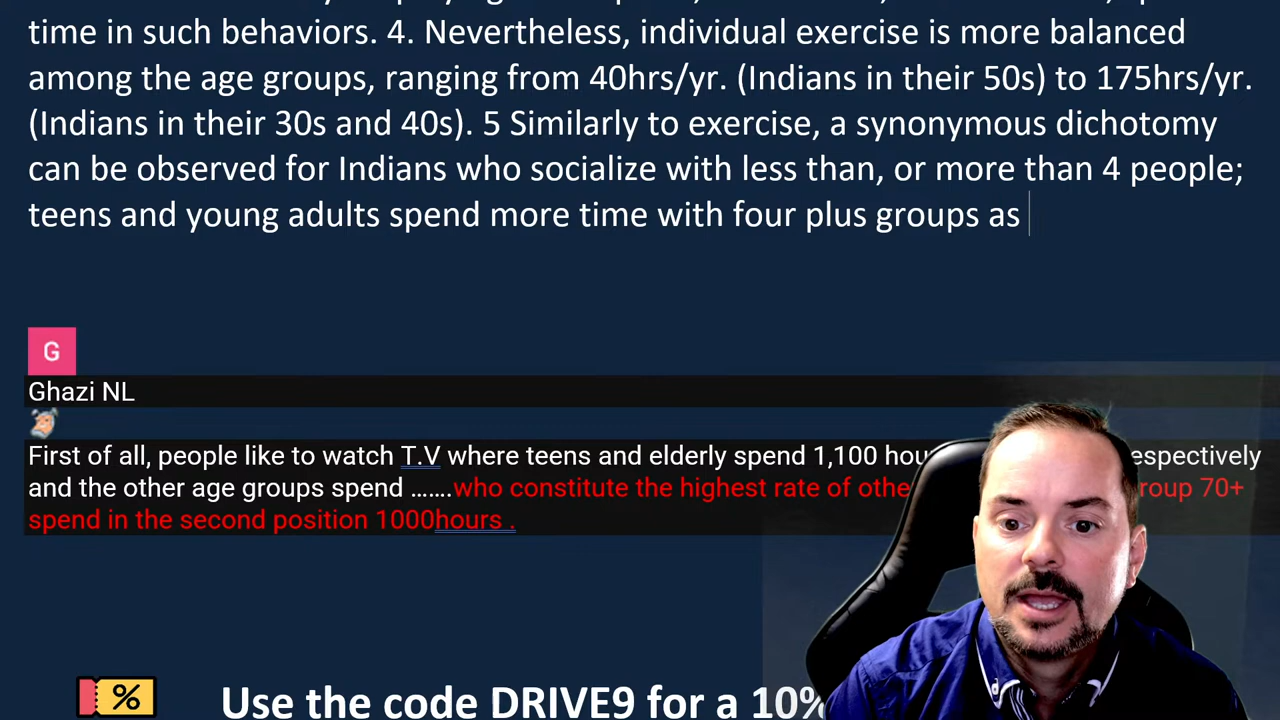 time in such behaviors. 4. Nevertheless, individual exercise is more balanced
among the age groups, ranging from 40hrs/yr. (Indians in their 50s) to 175hrs/yr.
(Indians in their 30s and 40s). 5 Similarly to exercise, a synonymous dichotomy
can be observed for Indians who socialize with less than, or more than 4 people;
teens and young adults spend more time with four plus groups as
G
Ghazi NL
First of all, people like to watch T.V where teens and elderly spend 1,100 espectively
and the other age groups spend …….who constitute the highest rate of roup 70+
spend in the second position 1000hours .
% Use the code DRIVE9 for a 10%